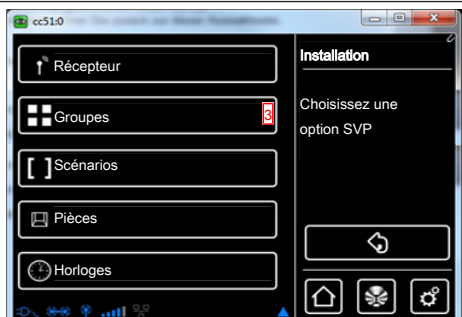 cc51:0
Récepteur
Groupes
3
Scénarios
Pièces
Horloges
Installation
Choisissez une
option SVP